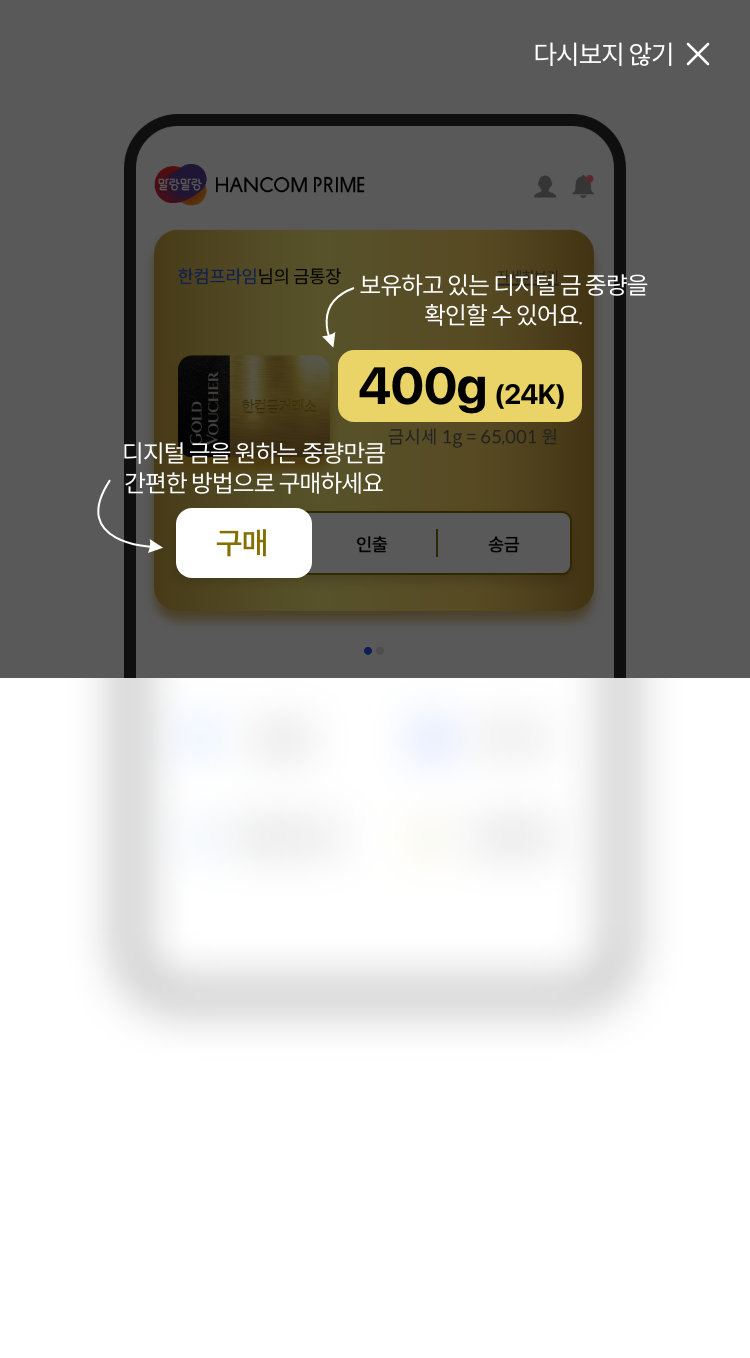 다시보지 않기
말랑말랑 HANCOM PRIME
한컴프라임님의 금통장
보유하고 있는 디지털 금 중량을
확인할 수 있어요.
GOLD
VOUCHER
한컴금거래소
400g (24K)
금시세 1g = 65,001 원
디지털 금을 원하는 중량만큼
간편한 방법으로 구매하세요
구매
인출
송금